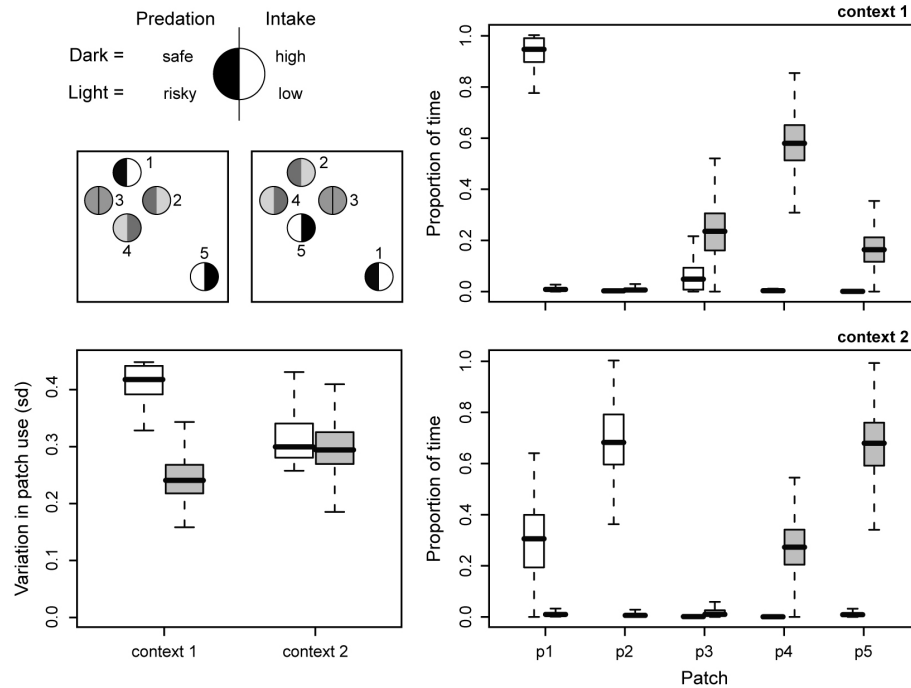 Predation Intake
Dark = safe high
Light = risky low
1
3 2
4
5
2
4 3
5
1
context 1
Proportion of time
0.0 0.2 0.4 0.6 0.8 1.0
Variation in patch use (sd)
0.0 0.1 0.2 0.3 0.4
context 1 context 2
context 2
Proportion of time
0.0 0.2 0.4 0.6 0.8 1.0
p1 p2 p3 p4 p5
Patch